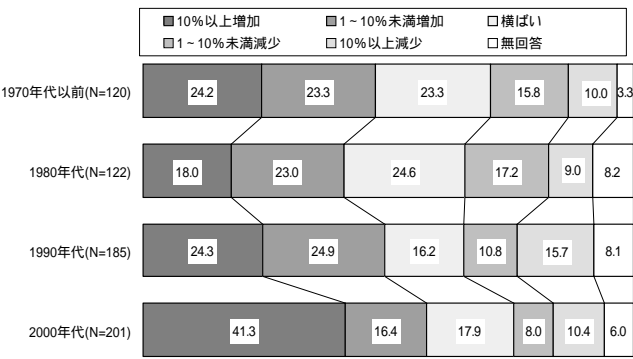 ■10%以上増加 ■1~10%未満増加 □横ばい
■1~10%未満減少 □10%以上減少 □無回答
1970年代以前(N=120) 24.2 23.3 23.3 15.8 10.0 3.3
1980年代(N=122) 18.0 23.0 24.6 17.2 9.0 8.2
1990年代(N=185) 24.3 24.9 16.2 10.8 15.7 8.1
2000年代(N=201) 41.3 16.4 17.9 8.0 10.4 6.0